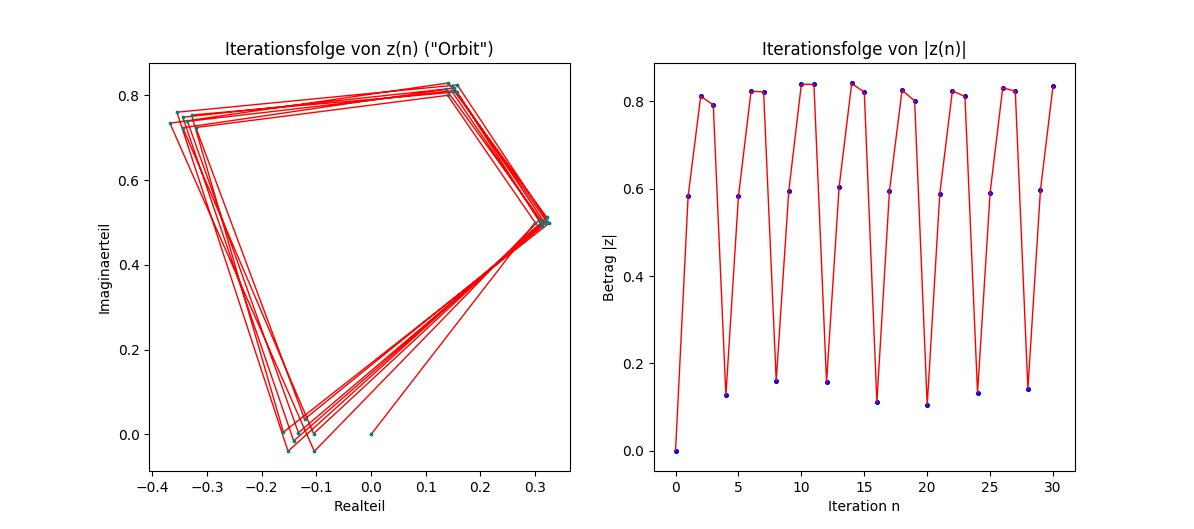 Iterationsfolge von z(n) ("Orbit")
0.8
0.6
0.4
0.2
0.0
Imaginaerteil
−0.4 −0.3 −0.2 −0.1 0.0 0.1 0.2 0.3
Realteil
Iterationsfolge von |z(n)|
0.8
0.6
0.4
0.2
0.0
Betrag |z|
0 5 10 15 20 25 30
Iteration n